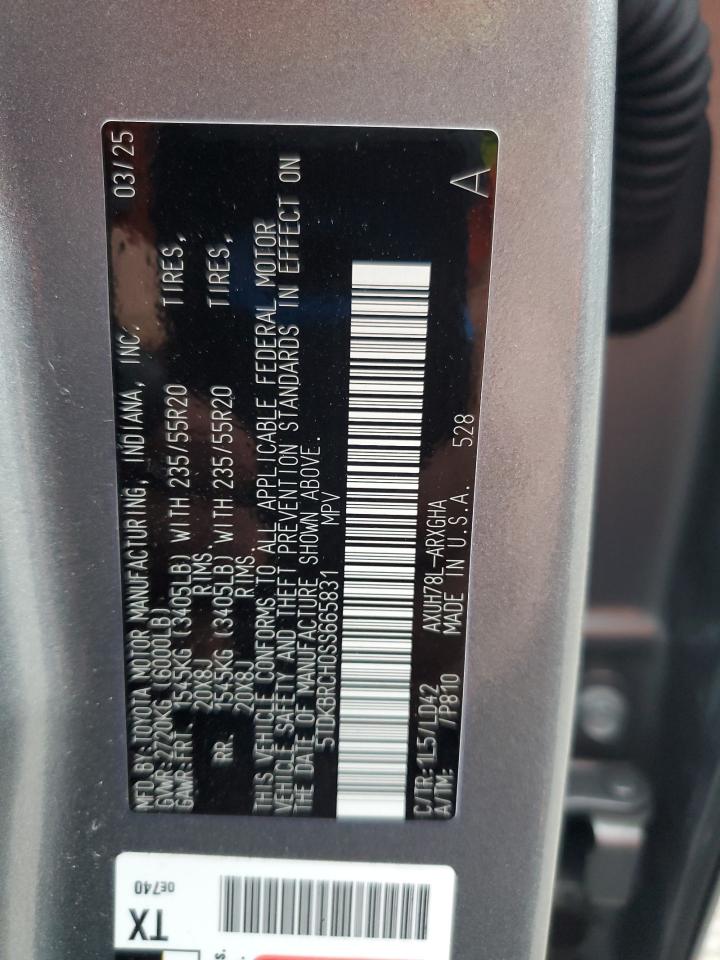 MFD BY: TOYOTA MOTOR MANUFACTURING, INDIANA, INC. 03/25
GVWR: 2720KG (6000LB)
GAWR: FRT. 1545KG (3405LB) WITH 235/55R20 TIRES,
20X8J RIMS.
RR. 1545KG (3405LB) WITH 235/55R20 TIRES,
20X8J RIMS.
THIS VEHICLE CONFORMS TO ALL APPLICABLE FEDERAL MOTOR
VEHICLE SAFETY AND THEFT PREVENTION STANDARDS IN EFFECT ON
THE DATE OF MANUFACTURE SHOWN ABOVE.
5TDKBRCH0SS665831 MPV
C/TR: 1L5/LD42 AXUH78L-ARXGHA
A/TM: /P810 MADE IN U.S.A. 528
A
TX
0E740